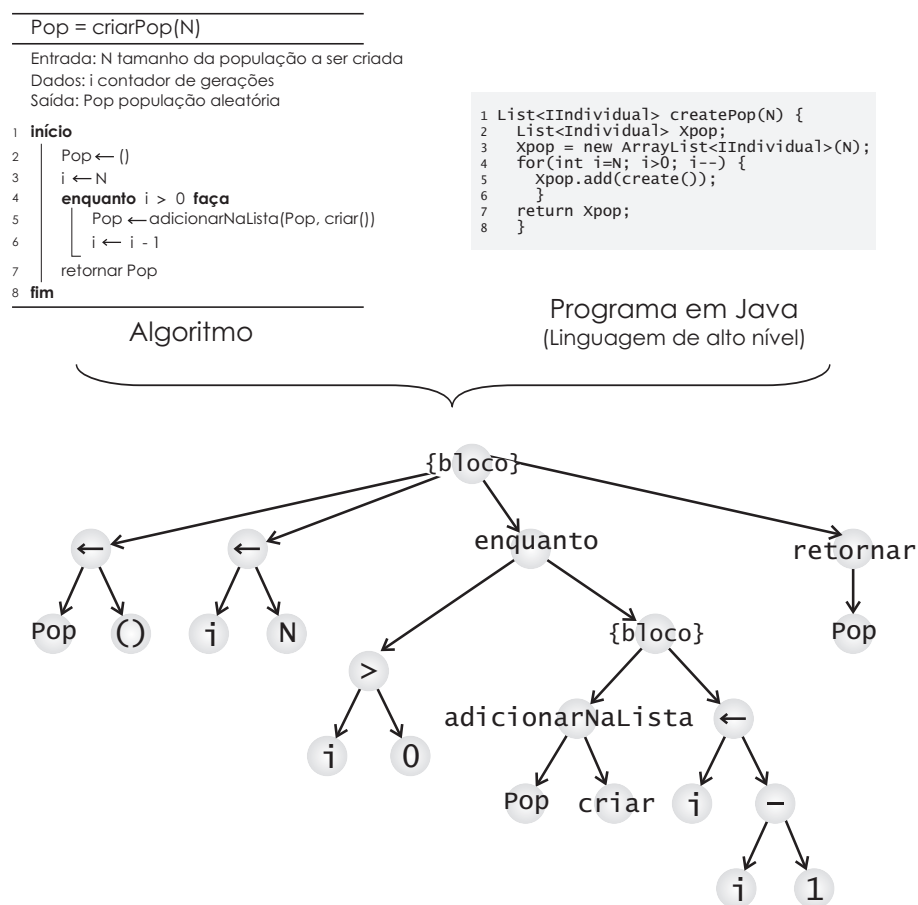 Pop = criarPop(N)
Entrada: N tamanho da população a ser criada
Dados: i contador de gerações
Saída: Pop população aleatória
1 início
2 Pop ← ()
3 i ← N
4 enquanto i > 0 faça
5 Pop ← adicionarNaLista(Pop, criar())
6 i ← i - 1
7 retornar Pop
8 fim
Algoritmo
1 List<IIndividual> createPop(N) {
2 List<Individual> Xpop;
3 Xpop = new ArrayList<IIndividual>(N);
4 for(int i=N; i>0; i--) {
5 Xpop.add(create());
6 }
7 return Xpop;
8 }
Programa em Java
(Linguagem de alto nível)
{bloco}
← ← enquanto retornar
Pop () i N {bloco} Pop
>
adicionarNaLista ←
i 0
Pop criar i −
i 1